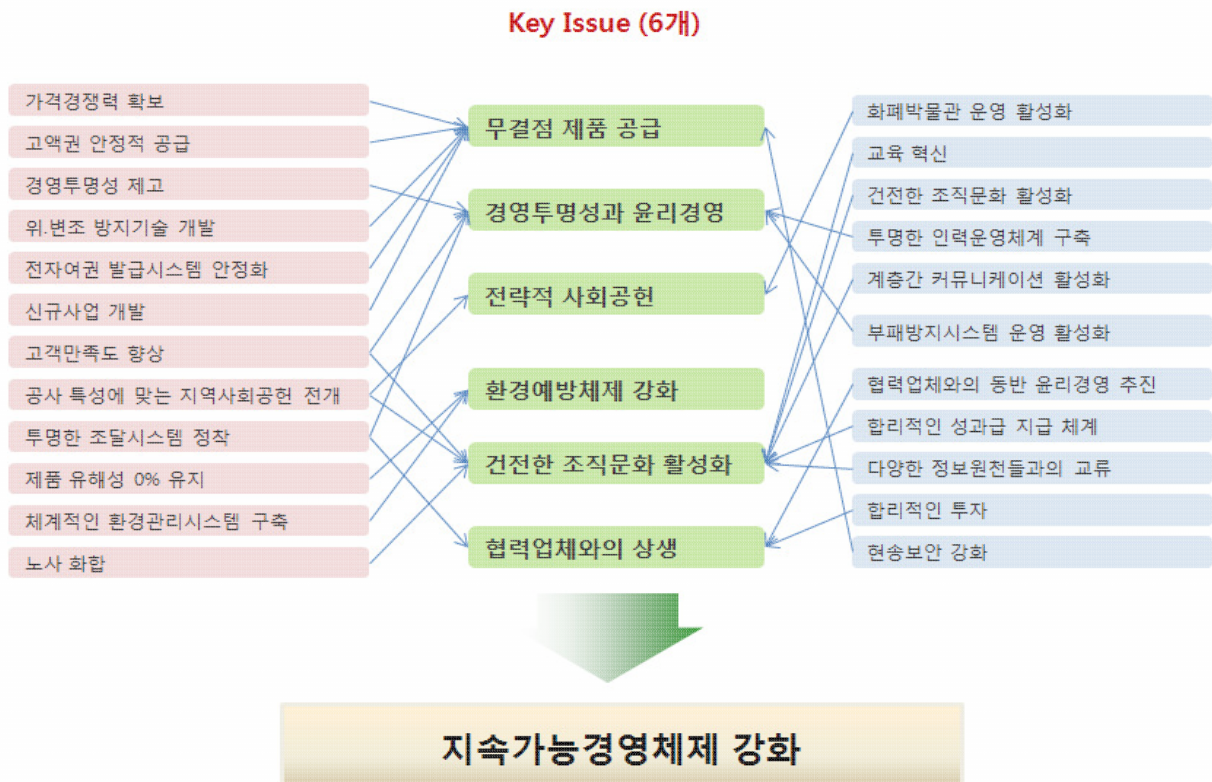 Key Issue (6개)
가격경쟁력 확보
고액권 안정적 공급
경영투명성 제고
위.변조 방지기술 개발
전자여권 발급시스템 안정화
신규사업 개발
고객만족도 향상
공사 특성에 맞는 지역사회공헌 전개
투명한 조달시스템 정착
제품 유해성 0% 유지
체계적인 환경관리시스템 구축
노사 화합
무결점 제품 공급
경영투명성과 윤리경영
전략적 사회공헌
환경예방체제 강화
건전한 조직문화 활성화
협력업체와의 상생
화폐박물관 운영 활성화
교육 혁신
건전한 조직문화 활성화
투명한 인력운영체계 구축
계층간 커뮤니케이션 활성화
부패방지시스템 운영 활성화
협력업체와의 동반 윤리경영 추진
합리적인 성과급 지급 체계
다양한 정보원천들과의 교류
합리적인 투자
현송보안 강화
지속가능경영체제 강화